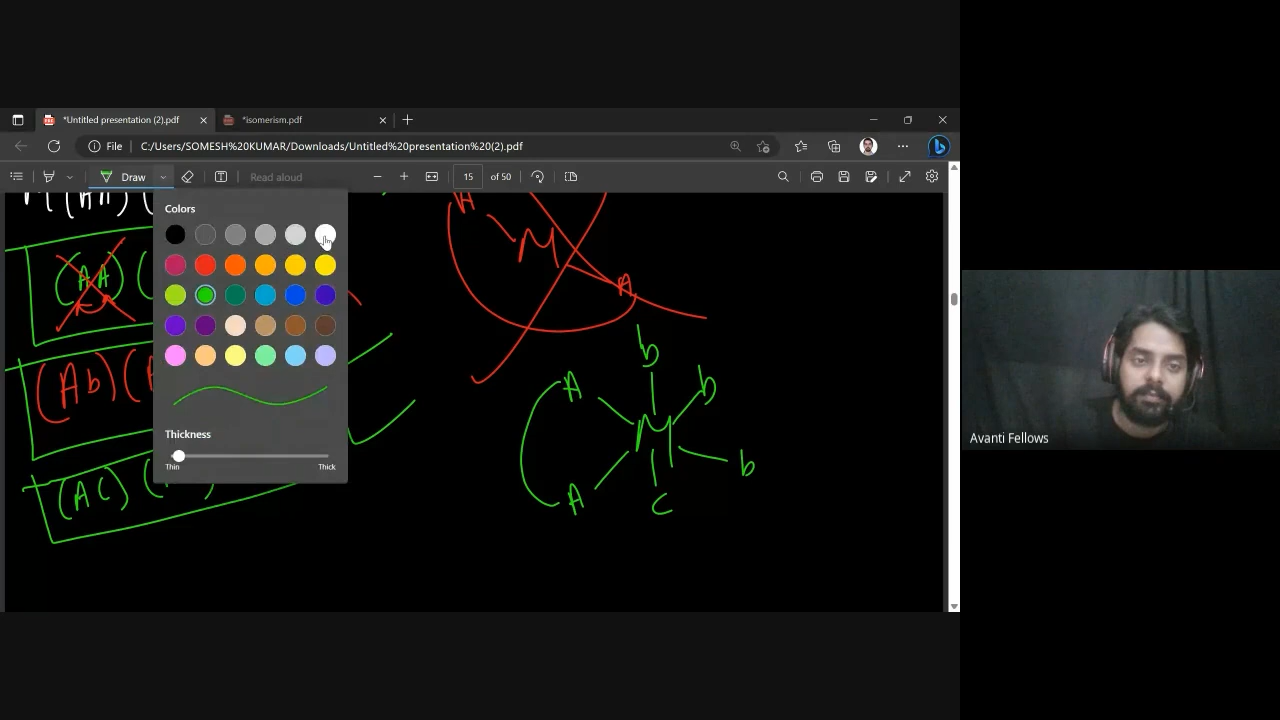 *Untitled presentation (2).pdf
*isomerism.pdf
File
C:/Users/SOMESH%20KUMAR/Downloads/Untitled%20presentation%20(2).pdf
Draw
Read aloud
15 of 50
Colors
Thickness
Thin
Thick
(AA) (
(Ab) (
(AC) (
A
M
A
b
A
b
M
b
A
C
Avanti Fellows